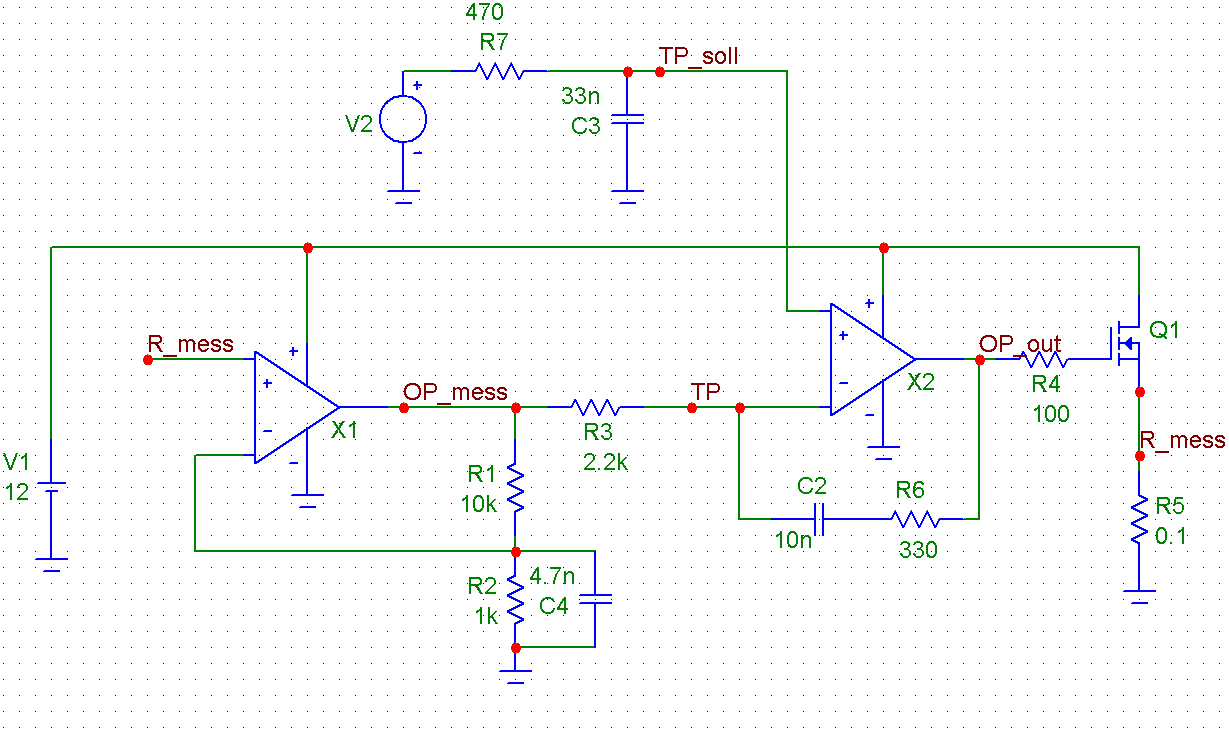 470
R7
TP_soll
33n
C3
V2
+
-
R_mess
+
+
-
-
X1
OP_mess
R3
2.2k
TP
+
+
-
-
X2
OP_out
R4
100
Q1
R_mess
R5
0.1
V1
12
R1
10k
C2
10n
R6
330
R2
1k
4.7n
C4